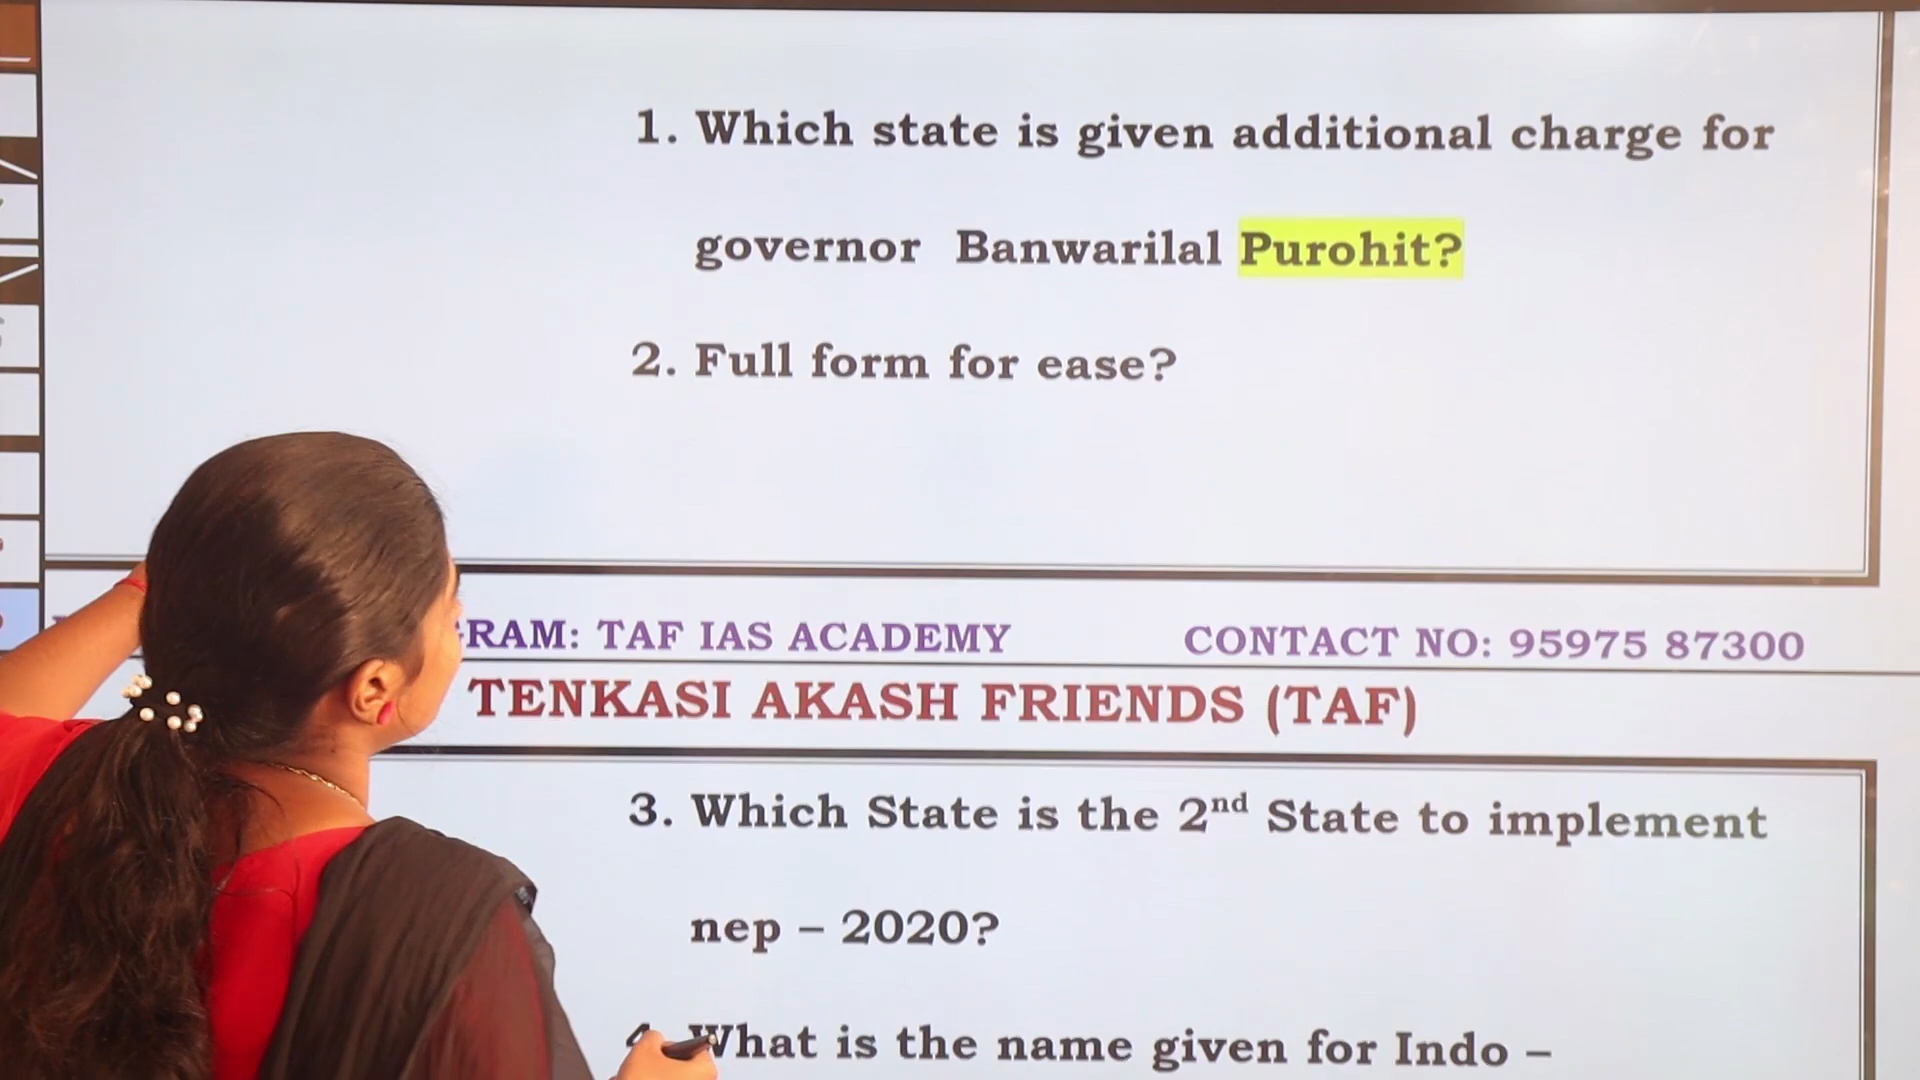 1. Which state is given additional charge for
governor Banwarilal Purohit?
2. Full form for ease?
GRAM: TAF IAS ACADEMY CONTACT NO: 95975 87300
TENKASI AKASH FRIENDS (TAF)
3. Which State is the 2nd State to implement
nep – 2020?
4. What is the name given for Indo –